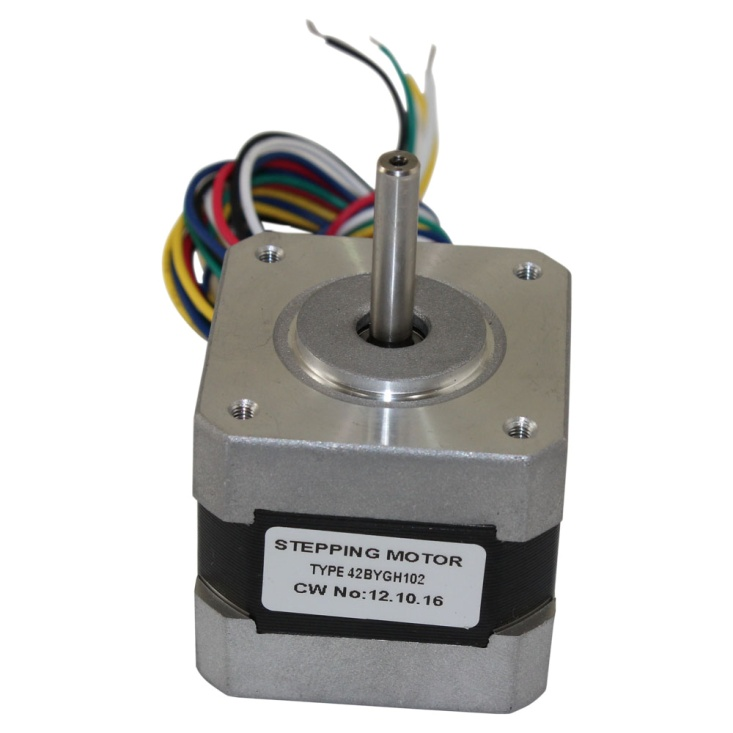 STEPPING MOTOR
TYPE 42BYGH102
CW No:12.10.16